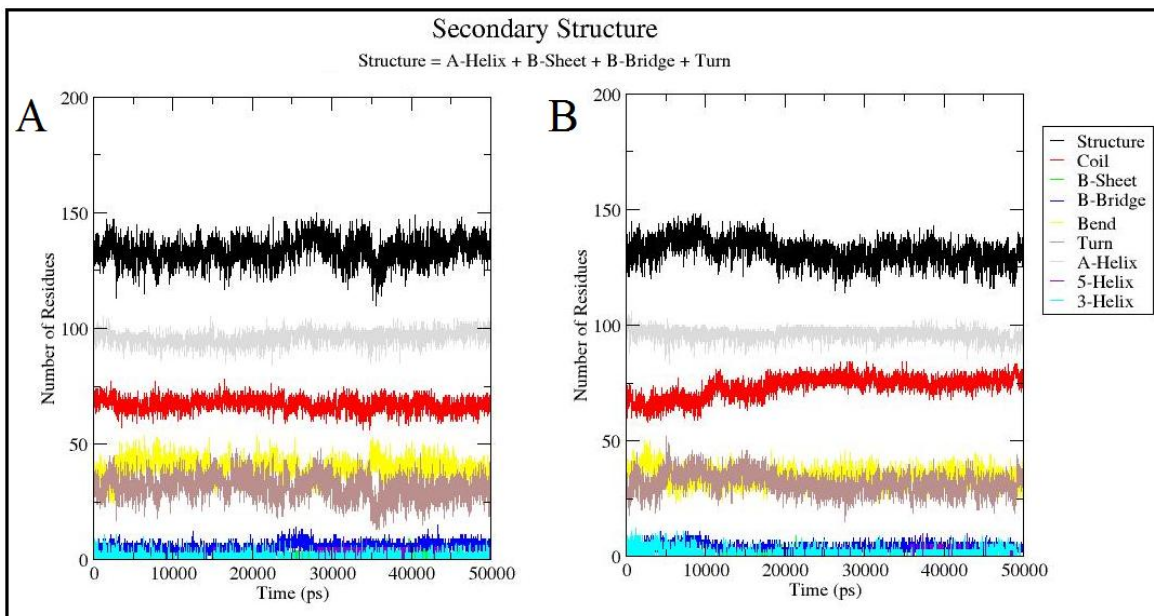 Secondary Structure
Structure = A-Helix + B-Sheet + B-Bridge + Turn
A
200
150
100
50
0
Number of Residues
0 10000 20000 30000 40000 50000
Time (ps)
B
200
150
100
50
0
Number of Residues
0 10000 20000 30000 40000 50000
Time (ps)
Structure
Coil
B-Sheet
B-Bridge
Bend
Turn
A-Helix
5-Helix
3-Helix